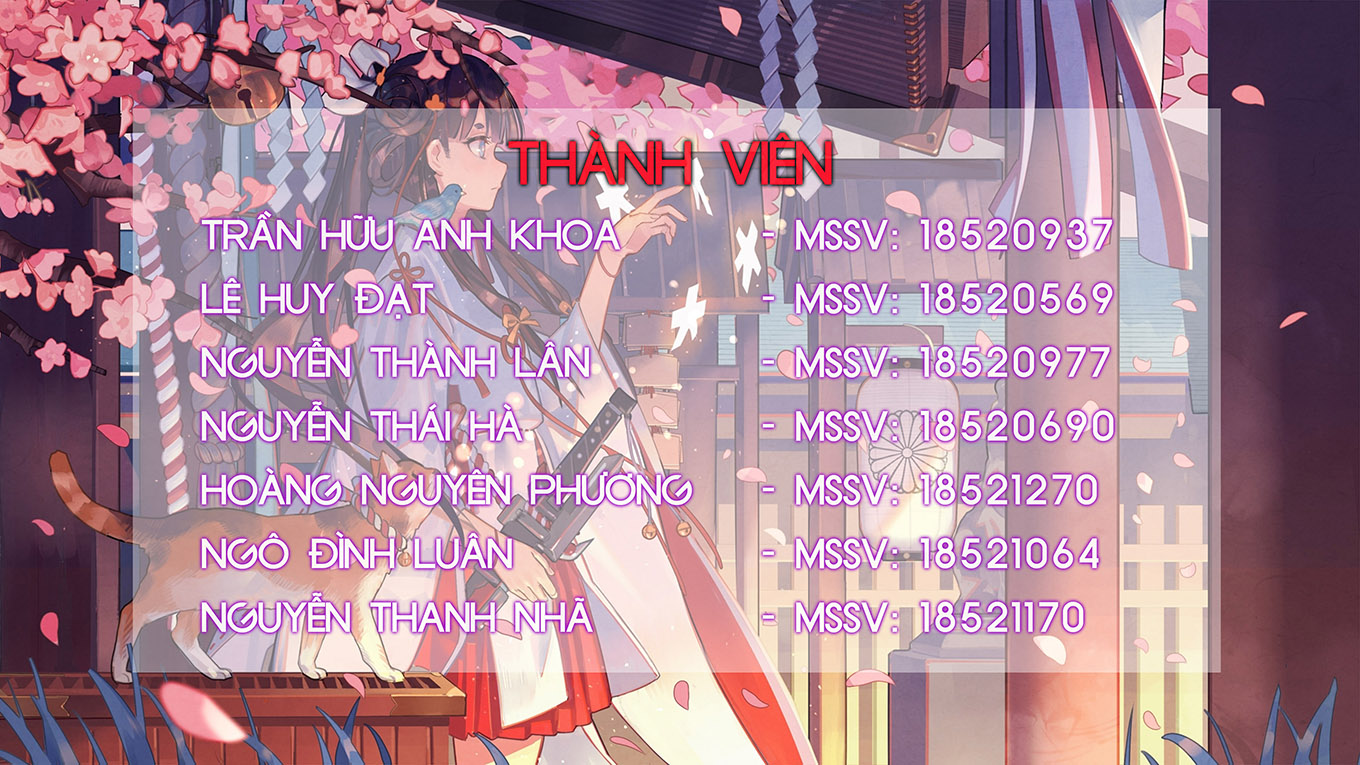 THÀNH VIÊN
TRẦN HỮU ANH KHOA - MSSV: 18520937
LÊ HUY ĐẠT - MSSV: 18520569
NGUYỄN THÀNH LÂN - MSSV: 18520977
NGUYỄN THÁI HÀ - MSSV: 18520690
HOÀNG NGUYÊN PHƯƠNG - MSSV: 18521270
NGÔ ĐÌNH LUÂN - MSSV: 18521064
NGUYỄN THANH NHÃ - MSSV: 18521170